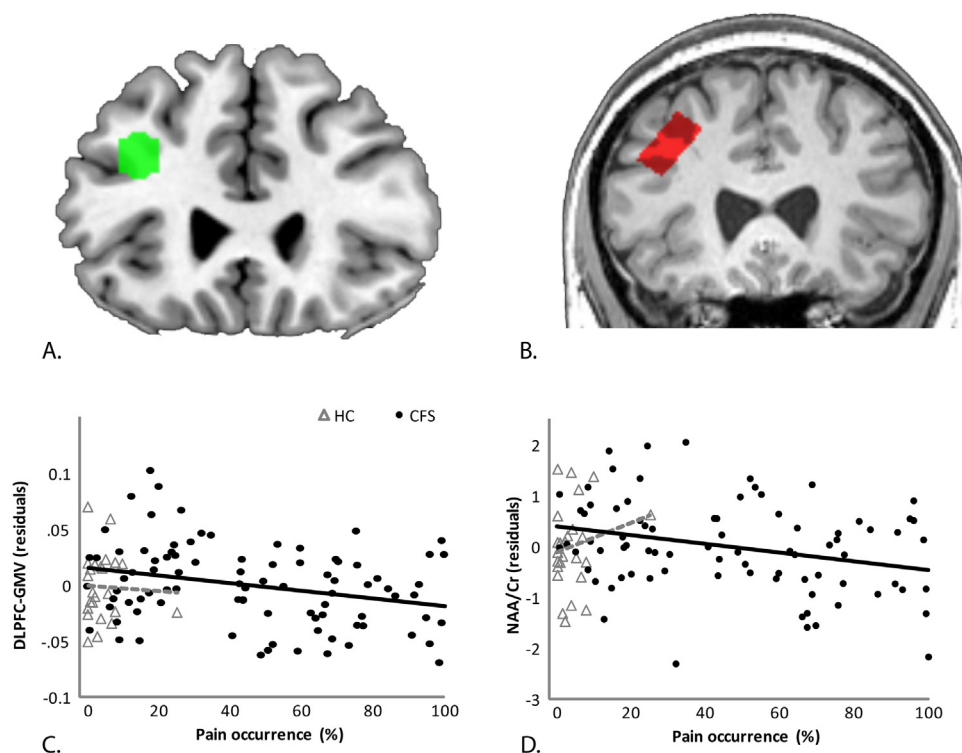 A.
B.
HC
CFS
DLPFC-GMV (residuals)
0.1
.05
0
-0.05
-0.1
0
20
40
60
80
100
Pain occurrence (%)
C.
NAA/Cr (residuals)
2
1
0
-1
-2
-3
0
20
40
60
80
100
Pain occurrence (%)
D.